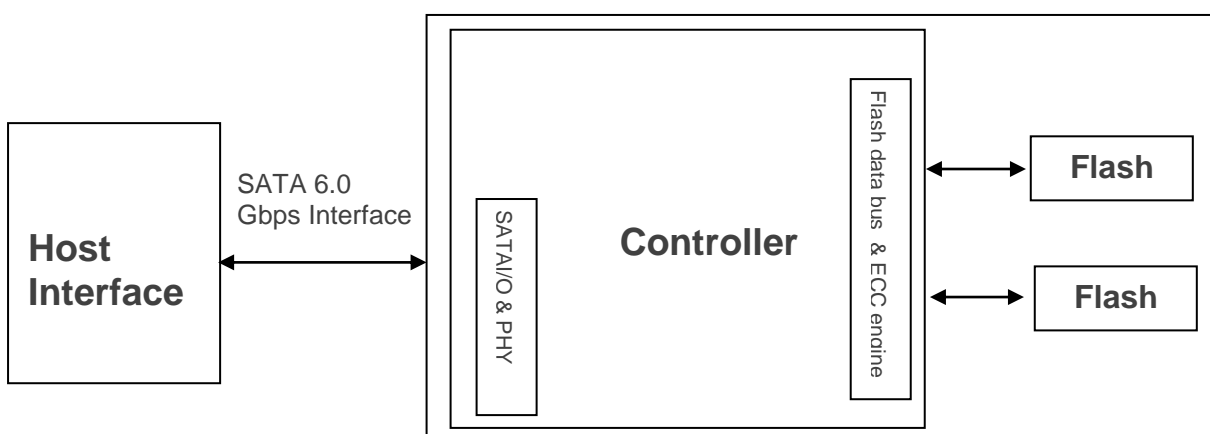 Host
Interface
SATA 6.0
Gbps Interface
SATAI/O & PHY
Controller
Flash data bus & ECC engine
Flash
Flash